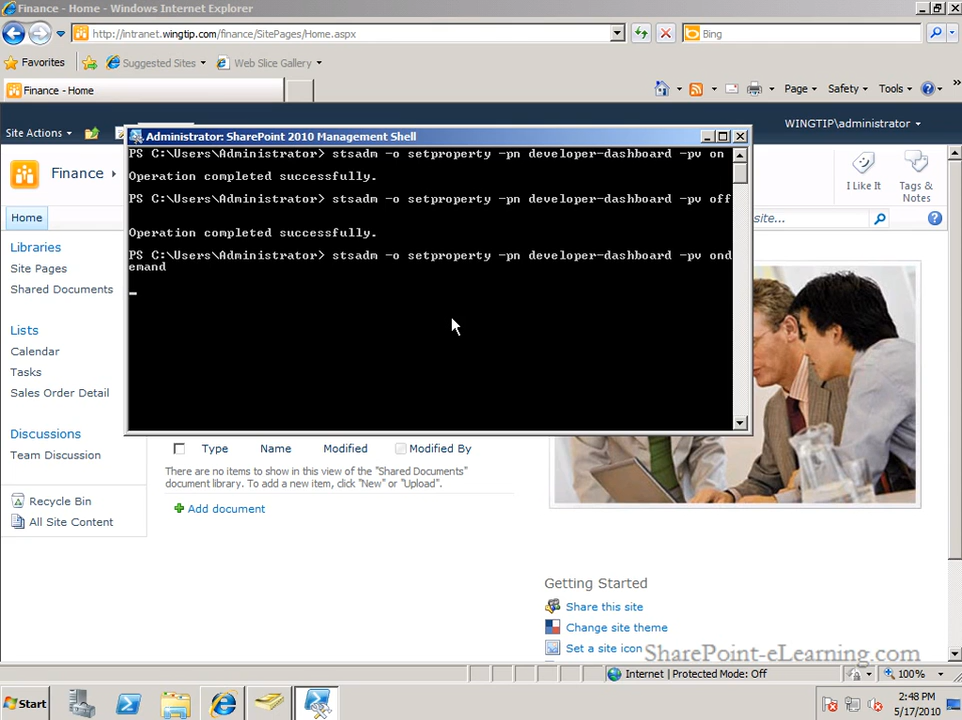 Finance - Home - Windows Internet Explorer
http://intranet.wingtip.com/finance/SitePages/Home.aspx
Bing
Favorites
Suggested Sites
Web Slice Gallery
Finance - Home
Page
Safety
Tools
»
Site Actions
WINGTIP\administrator
Administrator: SharePoint 2010 Management Shell
PS C:\Users\Administrator> stsadm -o setproperty -pn developer-dashboard -pv on
Operation completed successfully.
PS C:\Users\Administrator> stsadm -o setproperty -pn developer-dashboard -pv off
Operation completed successfully.
PS C:\Users\Administrator> stsadm -o setproperty -pn developer-dashboard -pv ond
emand
Finance
I Like It
Tags &
Notes
Home
site...
Libraries
Site Pages
Shared Documents
Lists
Calendar
Tasks
Sales Order Detail
Discussions
Team Discussion
Recycle Bin
All Site Content
Type Name Modified Modified By
There are no items to show in this view of the "Shared Documents"
document library. To add a new item, click "New" or "Upload".
Add document
Getting Started
Share this site
Change site theme
Set a site icon
SharePoint-eLearning.com
Internet | Protected Mode: Off
100%
Start
2:48 PM
5/17/2010